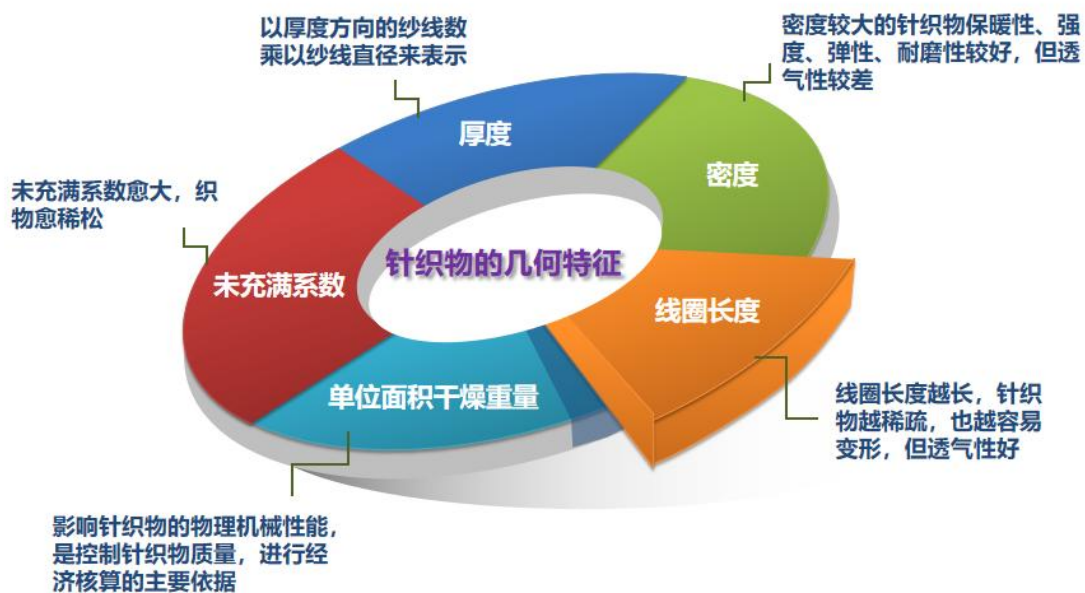 以厚度方向的纱线数
乘以纱线直径来表示
密度较大的针织物保暖性、强
度、弹性、耐磨性较好，但透
气性较差
厚度
密度
未充满系数愈大，织
物愈稀松
针织物的几何特征
未充满系数
线圈长度
单位面积干燥重量
线圈长度越长，针织
物越稀疏，也越容易
变形，但透气性好
影响针织物的物理机械性能，
是控制针织物质量，进行经
济核算的主要依据